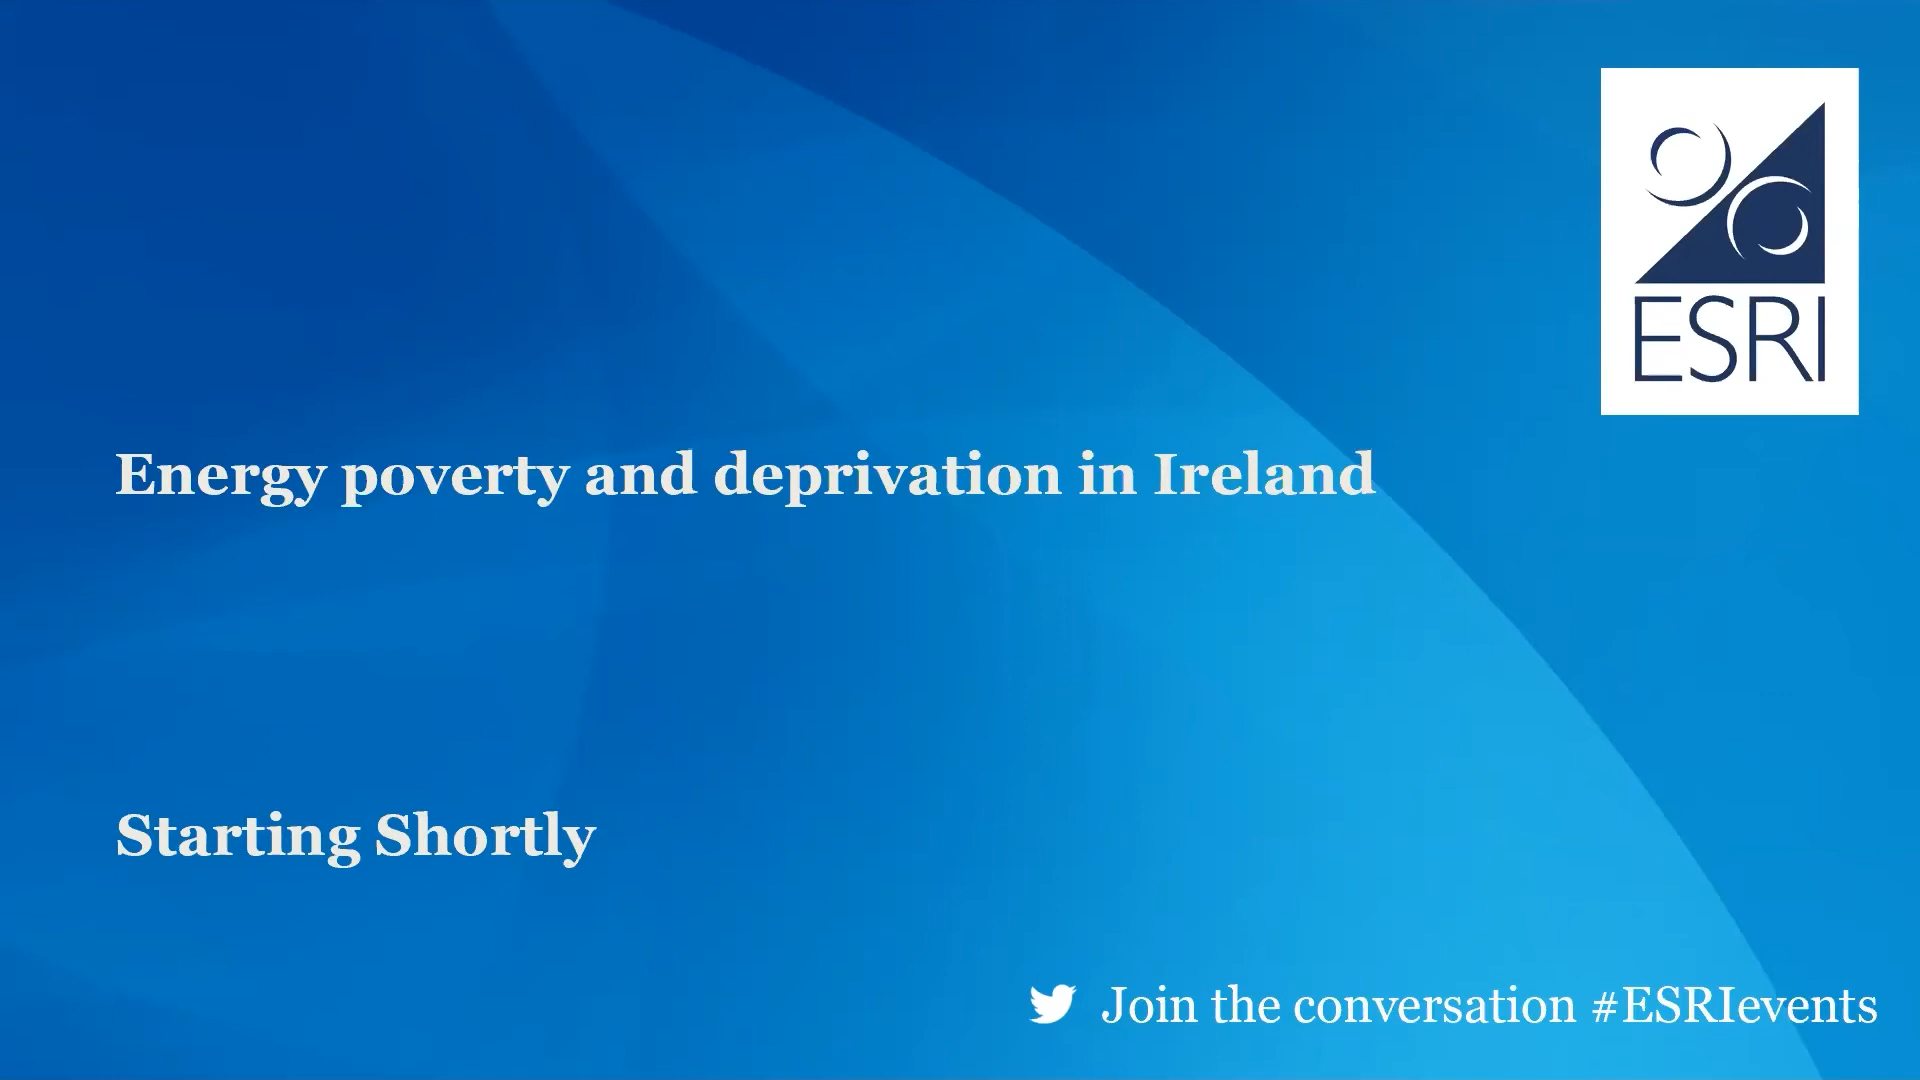 ESRI
Energy poverty and deprivation in Ireland
Starting Shortly
Join the conversation #ESRIevents